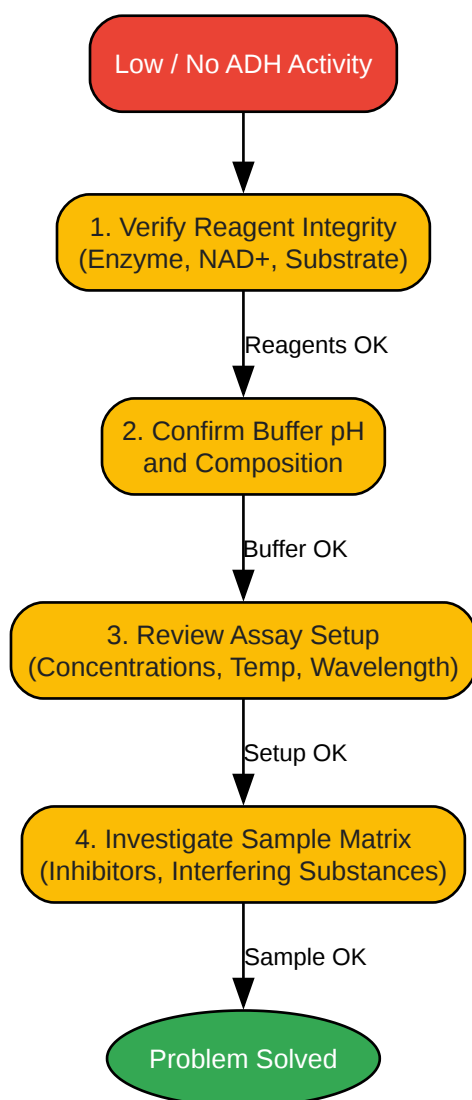 Low / No ADH Activity
1. Verify Reagent Integrity
(Enzyme, NAD+, Substrate)
Reagents OK
2. Confirm Buffer pH
and Composition
Buffer OK
3. Review Assay Setup
(Concentrations, Temp, Wavelength)
Setup OK
4. Investigate Sample Matrix
(Inhibitors, Interfering Substances)
Sample OK
Problem Solved